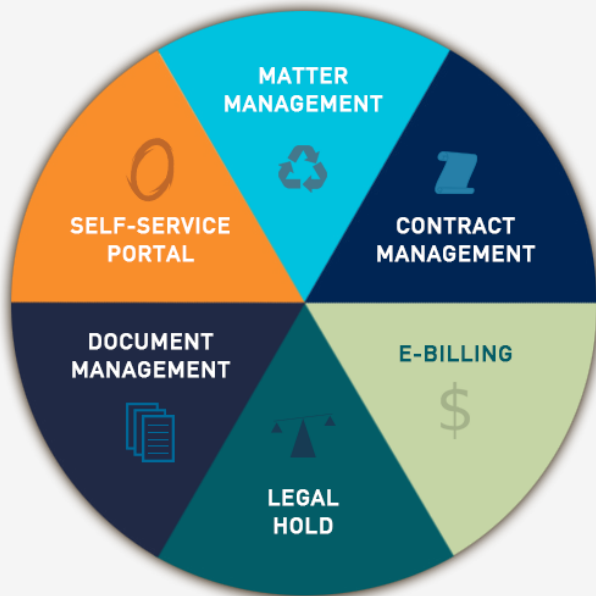 MATTER
MANAGEMENT
CONTRACT
MANAGEMENT
E-BILLING
$
LEGAL
HOLD
DOCUMENT
MANAGEMENT
SELF-SERVICE
PORTAL